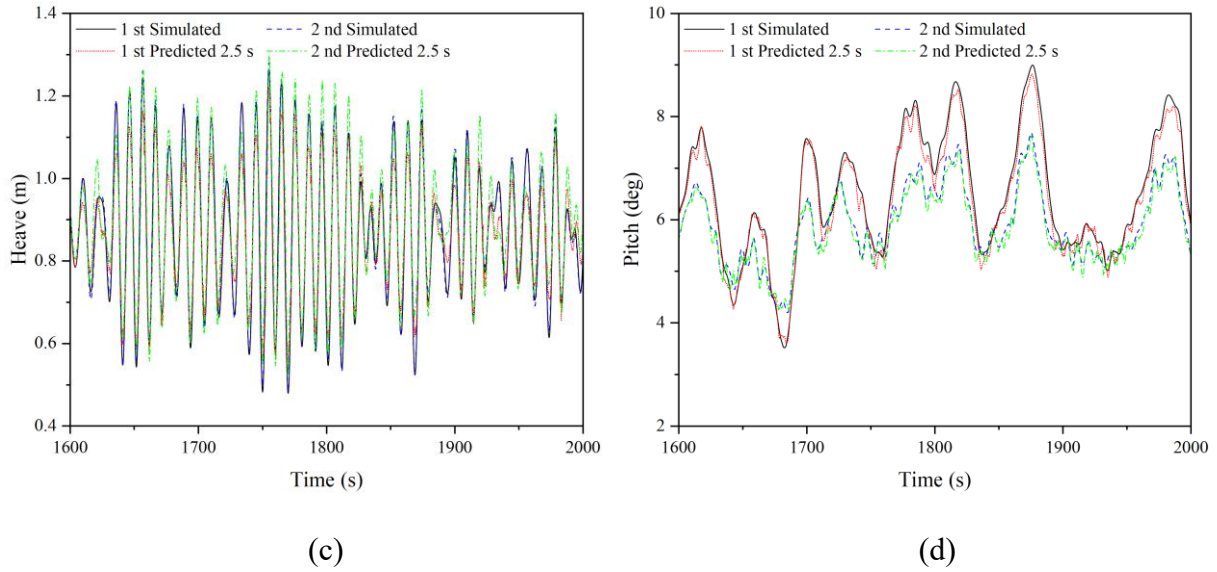 1 st Simulated 2 nd Simulated
1 st Predicted 2.5 s 2 nd Predicted 2.5 s
1.4
1.2
1.0
0.8
0.6
0.4
Heave (m)
1600 1700 1800 1900 2000
Time (s)
(c)
1 st Simulated 2 nd Simulated
1 st Predicted 2.5 s 2 nd Predicted 2.5 s
10
8
6
4
2
Pitch (deg)
1600 1700 1800 1900 2000
Time (s)
(d)